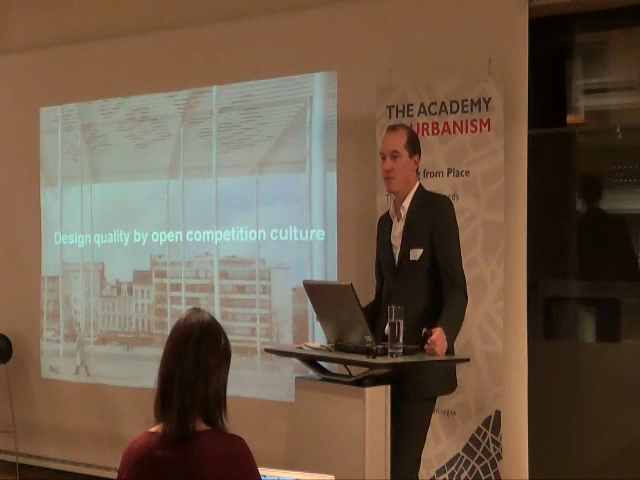 THE ACADEMY
URBANISM
from Place
Design quality by open competition culture